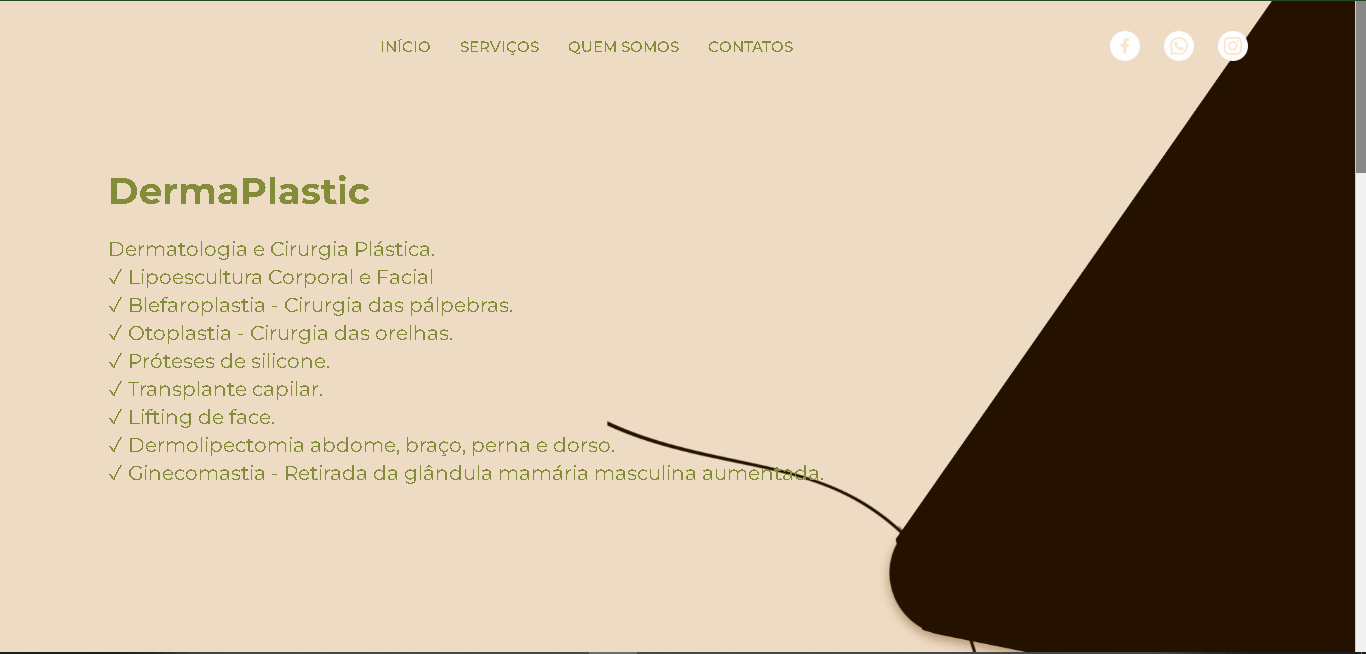 INÍCIO SERVIÇOS QUEM SOMOS CONTATOS
DermaPlastic
Dermatologia e Cirurgia Plástica.
✓ Lipoescultura Corporal e Facial
✓ Blefaroplastia - Cirurgia das pálpebras.
✓ Otoplastia - Cirurgia das orelhas.
✓ Próteses de silicone.
✓ Transplante capilar.
✓ Lifting de face.
✓ Dermolipectomia abdome, braço, perna e dorso.
✓ Ginecomastia - Retirada da glândula mamária masculina aumentada.